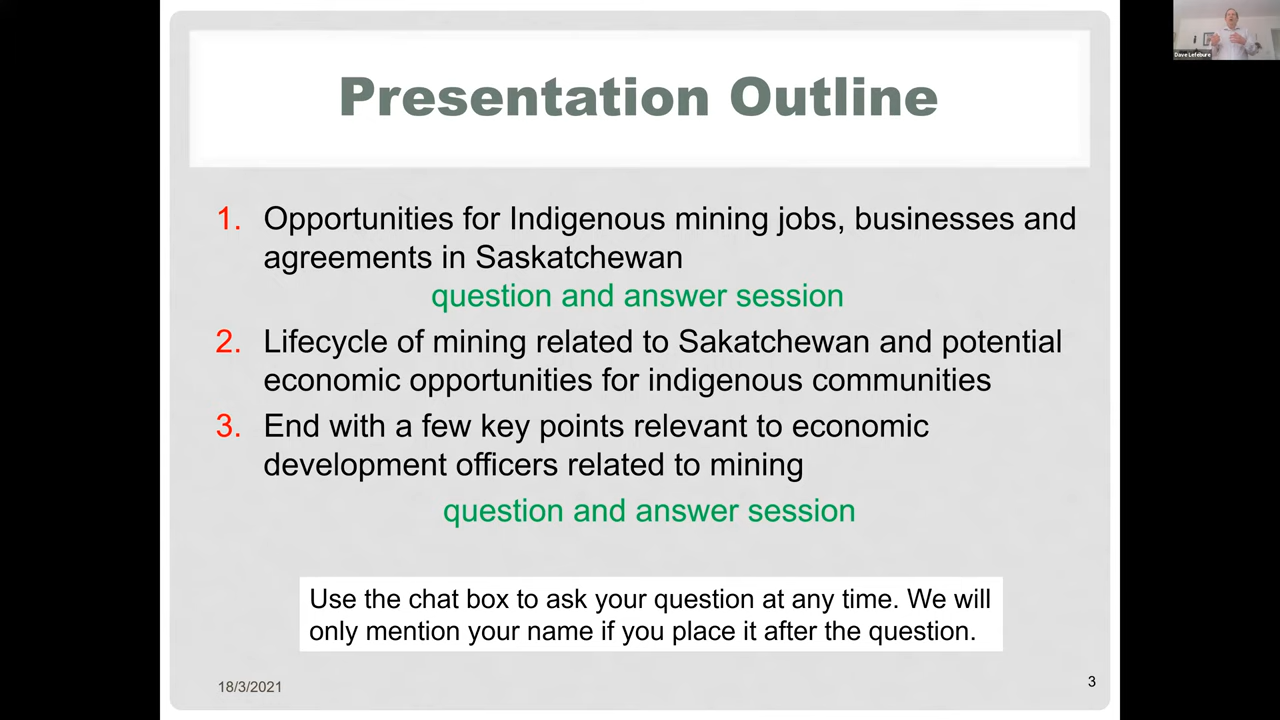 Presentation Outline
Dave Lefebure
1. Opportunities for Indigenous mining jobs, businesses and
agreements in Saskatchewan
question and answer session
2. Lifecycle of mining related to Sakatchewan and potential
economic opportunities for indigenous communities
3. End with a few key points relevant to economic
development officers related to mining
question and answer session
Use the chat box to ask your question at any time. We will
only mention your name if you place it after the question.
18/3/2021
3